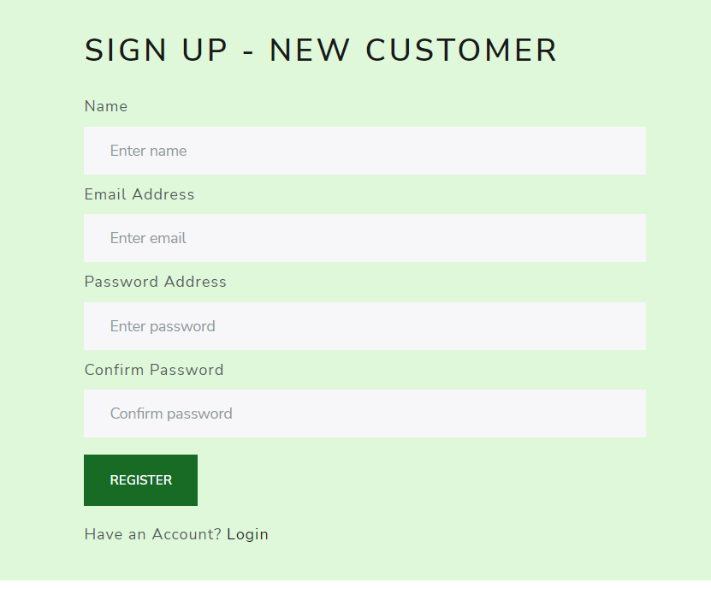 SIGN UP - NEW CUSTOMER
Name
Enter name
Email Address
Enter email
Password Address
Enter password
Confirm Password
Confirm password
REGISTER
Have an Account? Login